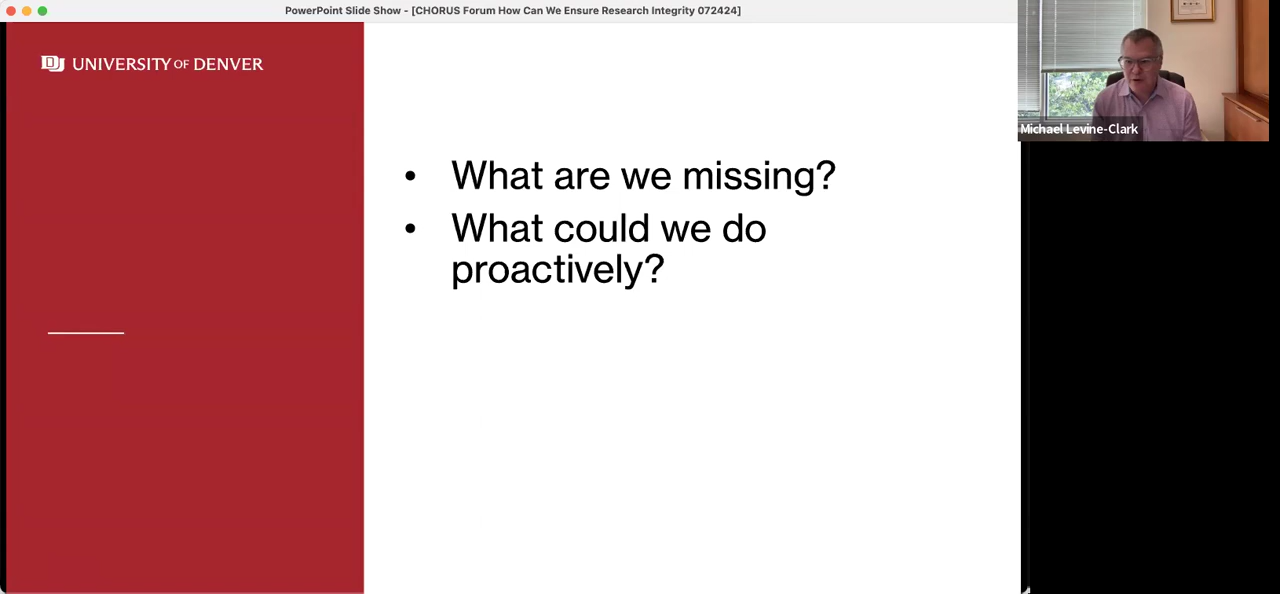 PowerPoint Slide Show - [CHORUS Forum How Can We Ensure Research Integrity 072424]
UNIVERSITY OF DENVER
Michael Levine-Clark
• What are we missing?
• What could we do
proactively?